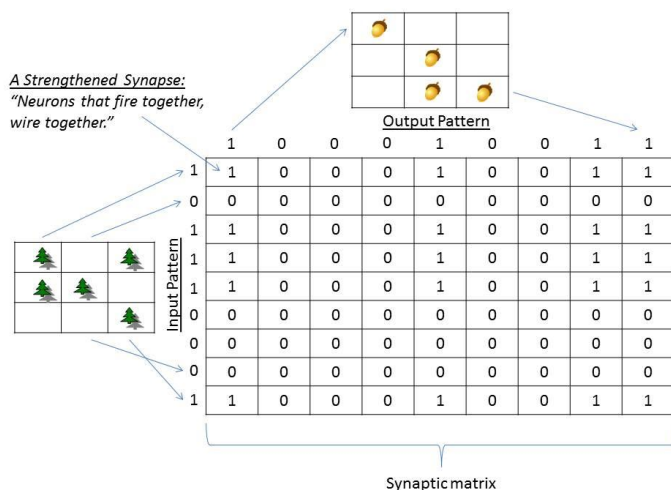 A Strengthened Synapse:
“Neurons that fire together,
wire together.”
Output Pattern
1 0 0 0 1 0 0 1 1
Input Pattern
1 1 0 0 0 1 0 0 1 1
0 0 0 0 0 0 0 0 0 0
1 1 0 0 0 1 0 0 1 1
1 1 0 0 0 1 0 0 1 1
1 1 0 0 0 1 0 0 1 1
0 0 0 0 0 0 0 0 0 0
0 0 0 0 0 0 0 0 0 0
0 0 0 0 0 0 0 0 0 0
1 1 0 0 0 1 0 0 1 1
Synaptic matrix